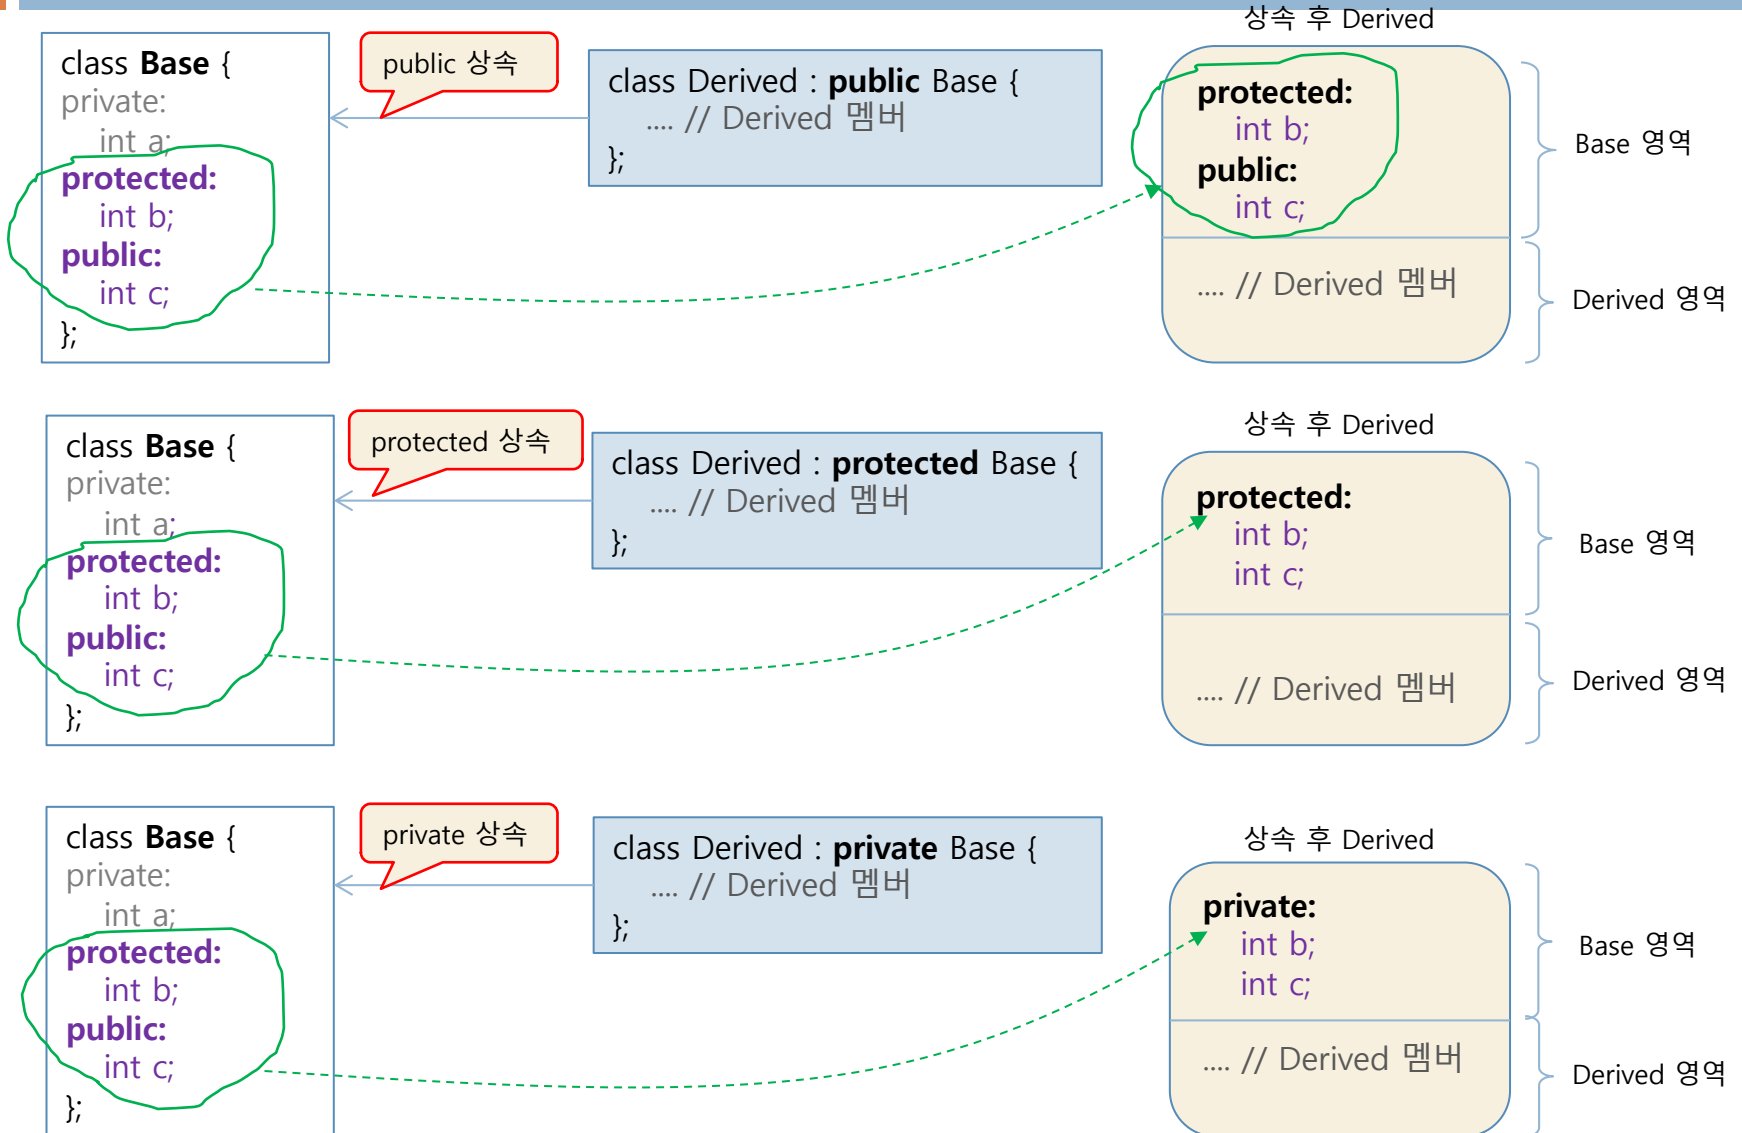 상속 후 Derived
class Base {
private:
int a;
protected:
int b;
public:
int c;
};
public 상속
class Derived : public Base {
.... // Derived 멤버
};
protected:
int b;
public:
int c;
.... // Derived 멤버
Base 영역
Derived 영역
상속 후 Derived
class Base {
private:
int a;
protected:
int b;
public:
int c;
};
protected 상속
class Derived : protected Base {
.... // Derived 멤버
};
protected:
int b;
int c;
.... // Derived 멤버
Base 영역
Derived 영역
상속 후 Derived
class Base {
private:
int a;
protected:
int b;
public:
int c;
};
private 상속
class Derived : private Base {
.... // Derived 멤버
};
private:
int b;
int c;
.... // Derived 멤버
Base 영역
Derived 영역